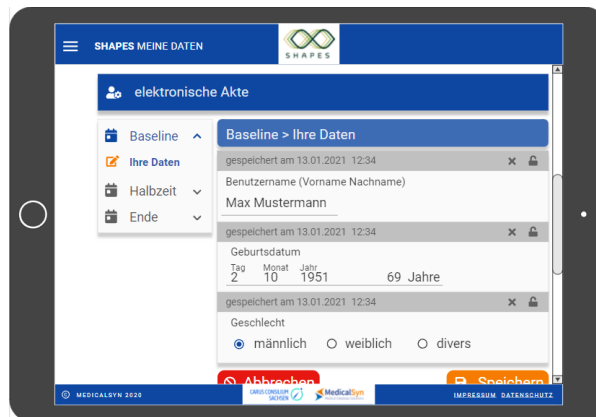 SHAPES MEINE DATEN
SHAPES
elektronische Akte
Baseline
Ihre Daten
Halbzeit
Ende
Baseline > Ihre Daten
gespeichert am 13.01.2021 12:34
Benutzername (Vorname Nachname)
Max Mustermann
gespeichert am 13.01.2021 12:34
Geburtsdatum
Tag Monat Jahr
2 10 1951 69 Jahre
gespeichert am 13.01.2021 12:34
Geschlecht
männlich weiblich divers
Abbrechen Speichern
© MEDICALSYN 2020
CARUS CONSILIUM
SACHSEN
MedicalSyn
IMPRESSUM DATENSCHUTZ